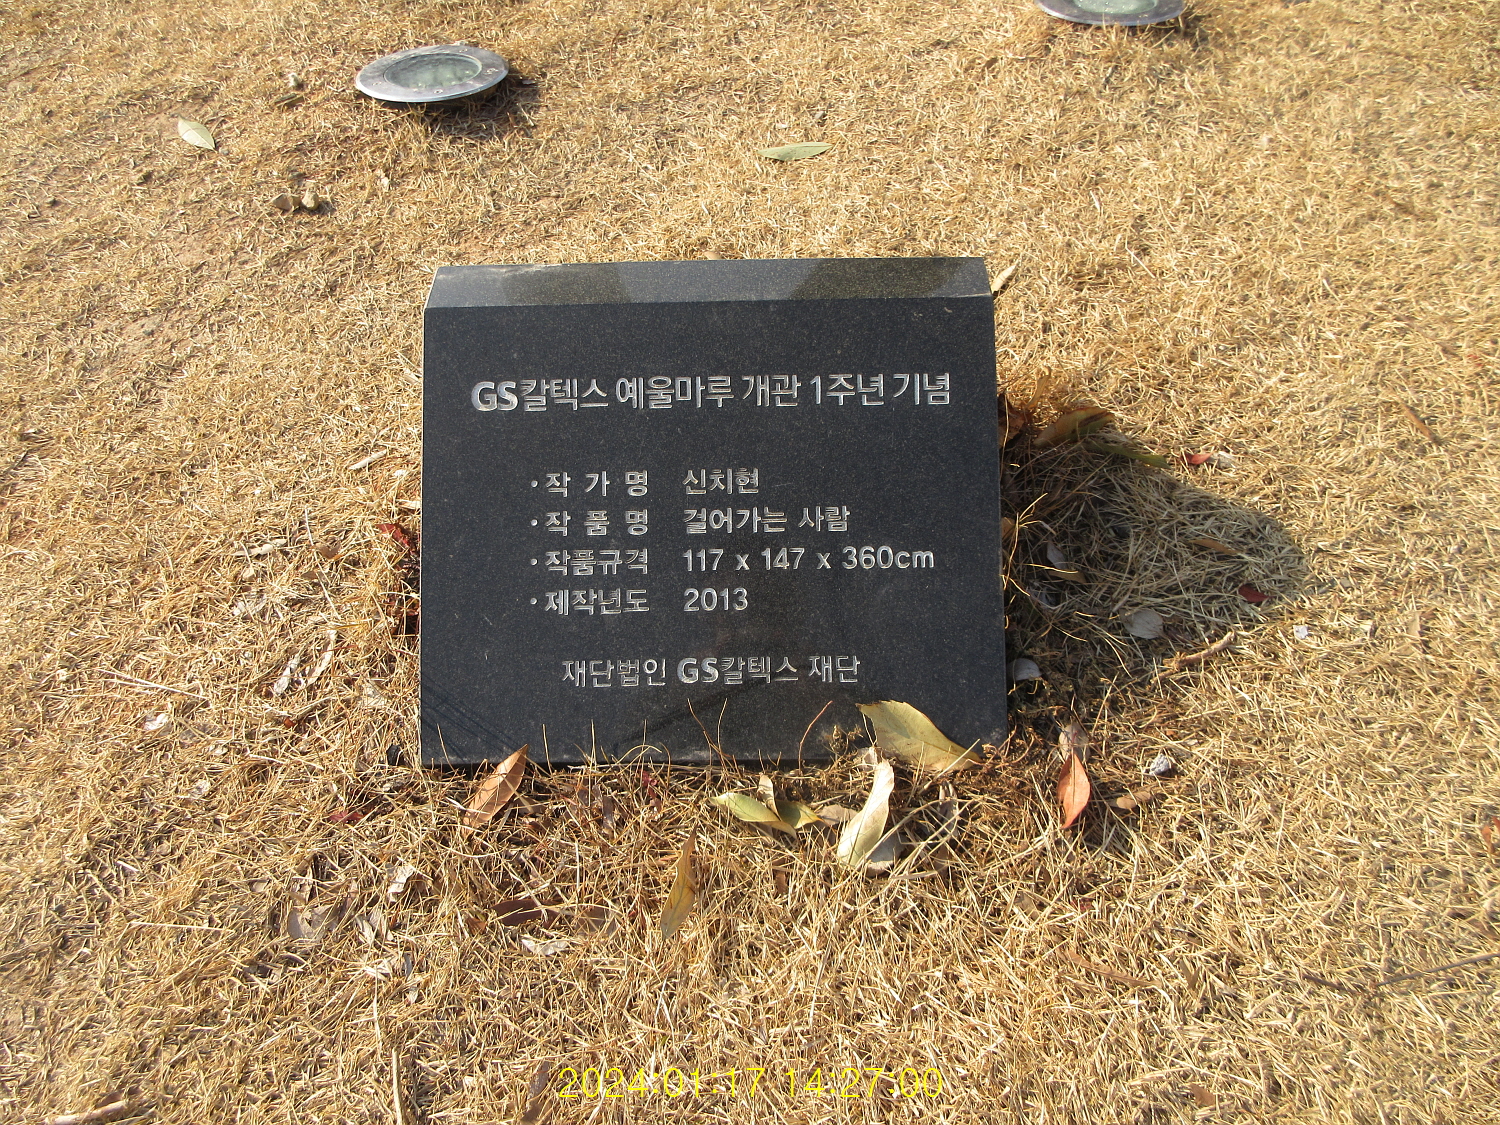 GS칼텍스 예울마루 개관 1주년 기념
·작 가 명 신치현
·작 품 명 걸어가는 사람
·작품규격 117 x 147 x 360cm
·제작년도 2013
재단법인 GS칼텍스 재단
2024:01:17 14:27:00